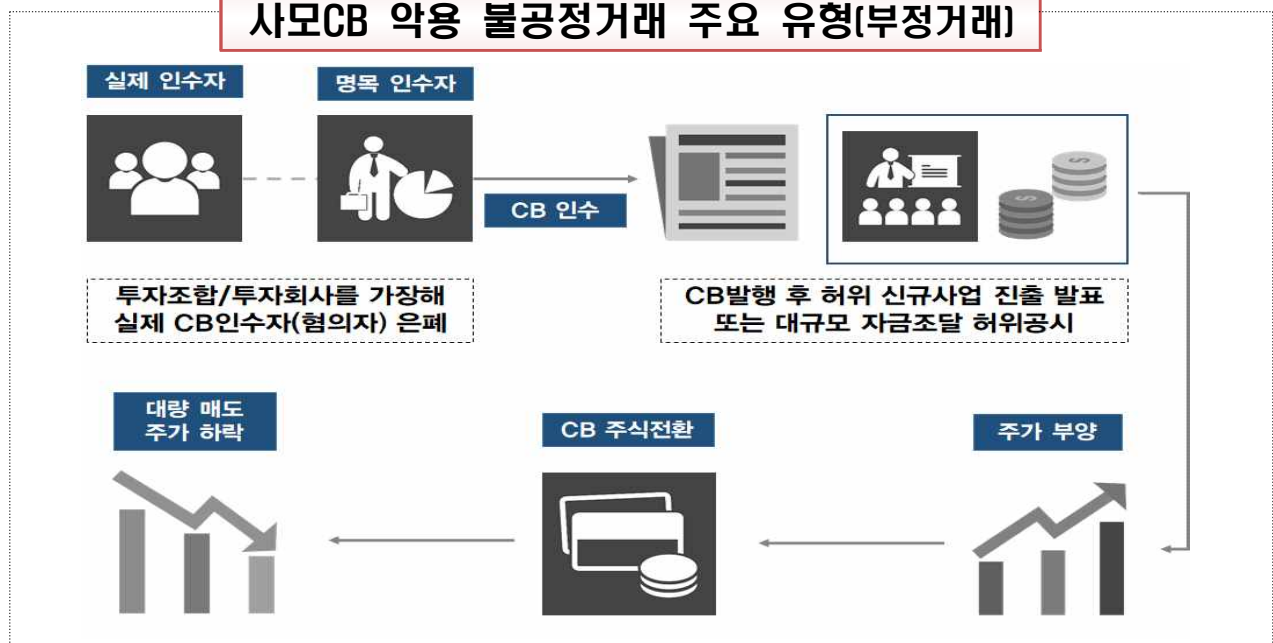 사모CB 악용 불공정거래 주요 유형(부정거래)
실제 인수자
명목 인수자
CB 인수
투자조합/투자회사를 가장해
실제 CB인수자(혐의자) 은폐
CB발행 후 허위 신규사업 진출 발표
또는 대규모 자금조달 허위공시
대량 매도
주가 하락
CB 주식전환
주가 부양